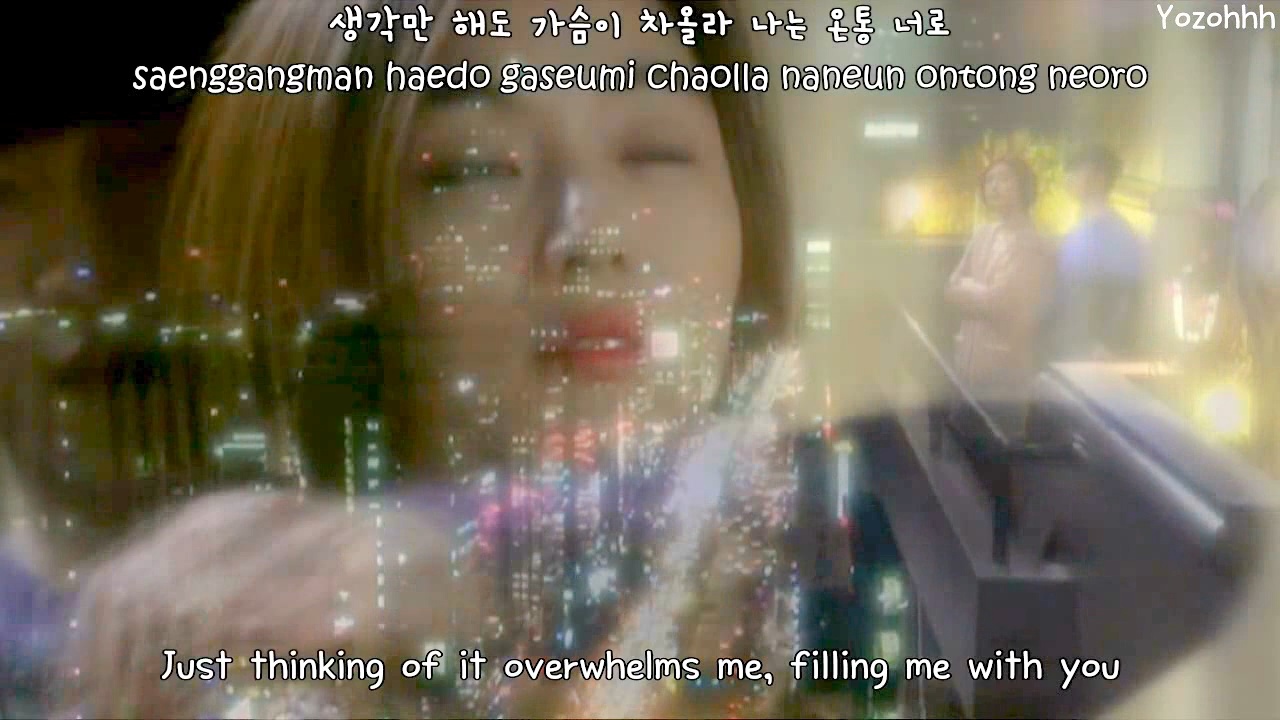 생각만 해도 가슴이 차올라 나는 온통 너로
Yozohhh
saenggangman haedo gaseumi chaolla naneun ontong neoro
Just thinking of it overwhelms me, filling me with you